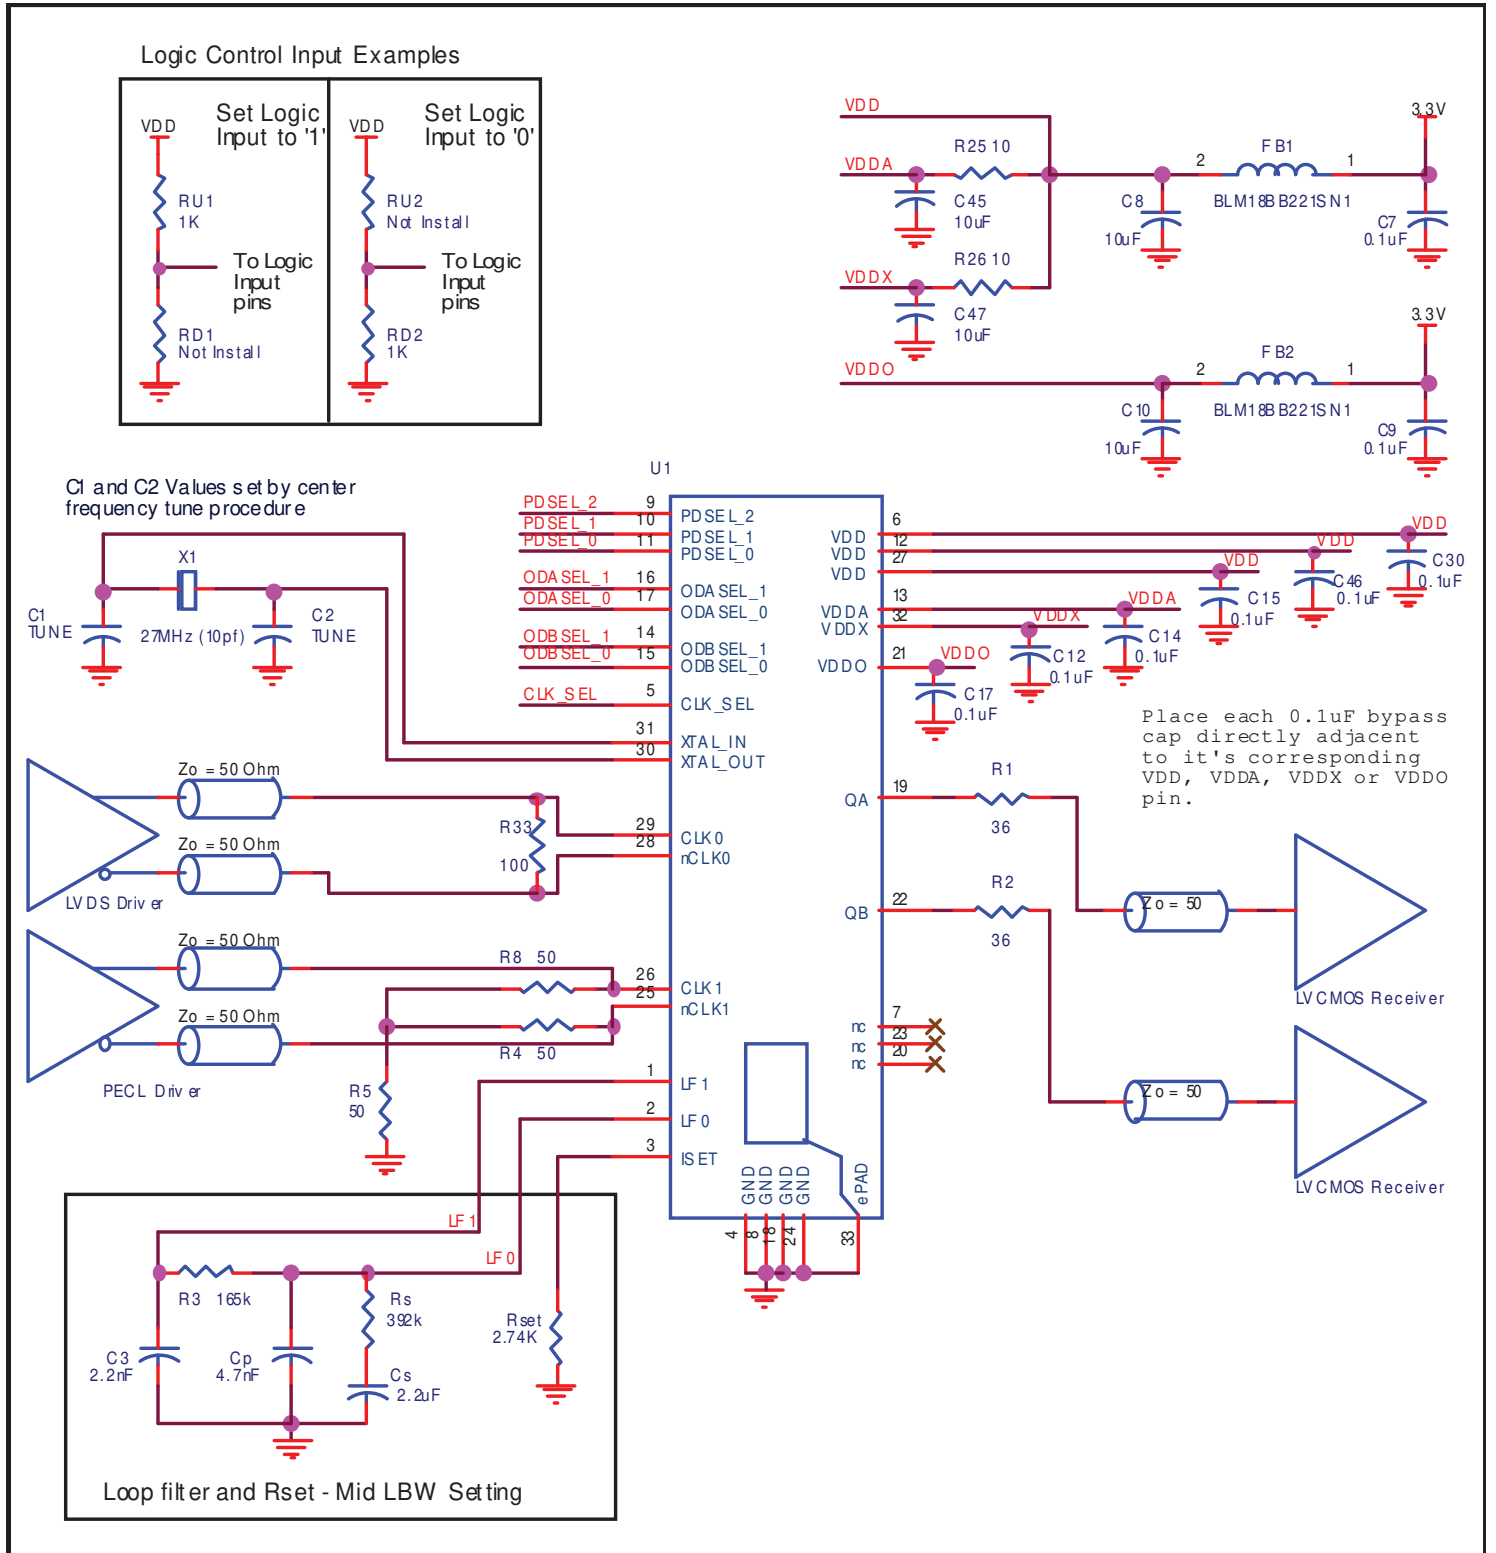 Logic Control Input Examples
Set Logic
Input to '1'
VDD
RU1
1K
To Logic
Input
pins
RD1
Not Install
Set Logic
Input to '0'
VDD
RU2
Not Install
To Logic
Input
pins
RD2
1K
VDD
VDDA
R25 10
C45
10uF
VDDX
R26 10
C47
10uF
C8
10uF
2
FB1
1
BLM18BB221SN1
3.3V
C7
0.1uF
VDDO
C10
10uF
2
FB2
1
BLM18BB221SN1
3.3V
C9
0.1uF
C1 and C2 Values set by center
frequency tune procedure
X1
C1
TUNE
27MHz (10pf)
C2
TUNE
U1
PDSEL_2
9
PDSEL_2
PDSEL_1
10
PDSEL_1
PDSEL_0
11
PDSEL_0
ODASEL_1
16
ODASEL_1
ODASEL_0
17
ODASEL_0
ODBSEL_1
14
ODBSEL_1
ODBSEL_0
15
ODBSEL_0
CLK_SEL
5
CLK_SEL
31
XTAL_IN
30
XTAL_OUT
29
CLK0
28
nCLK0
26
CLK1
25
nCLK1
1
LF1
2
LF0
3
ISET
VDD
6
VDD
VDD
12
VDD
VDD
27
VDD
VDDA
13
VDDA
VDDX
32
VDDX
VDDO
21
VDDO
C30
0.1uF
C46
0.1uF
C15
0.1uF
C14
0.1uF
C12
0.1uF
C17
0.1uF
Place each 0.1uF bypass
cap directly adjacent
to it's corresponding
VDD, VDDA, VDDX or VDDO
pin.
QA
19
R1
36
QB
22
R2
36
Zo = 50
LVCMOS Receiver
Zo = 50
LVCMOS Receiver
nc
7
nc
23
nc
20
GND
GND
GND
GND
ePAD
4
8
18
24
33
Zo = 50 Ohm
Zo = 50 Ohm
LVDS Driver
R33
100
Zo = 50 Ohm
Zo = 50 Ohm
PECL Driver
R8 50
R4 50
R5
50
LF1
LF0
R3 165k
Rs
392k
C3
2.2nF
Cp
4.7nF
Cs
2.2uF
Rset
2.74K
Loop filter and Rset - Mid LBW Setting